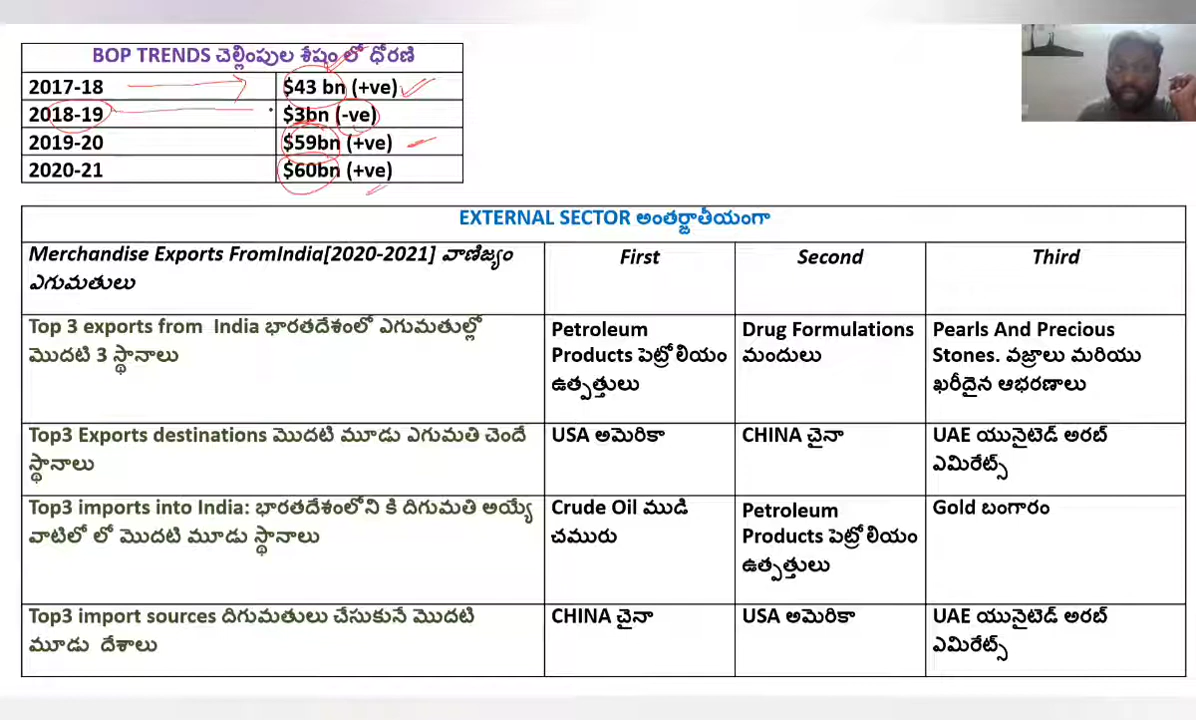 BOP TRENDS చెల్లింపుల శేషం లో ధోరణి
2017-18 $43 bn (+ve)
2018-19 $3bn (-ve)
2019-20 $59bn (+ve)
2020-21 $60bn (+ve)
EXTERNAL SECTOR అంతర్జాతీయంగా
Merchandise Exports FromIndia[2020-2021] వాణిజ్యం
ఎగుమతులు
First
Second
Third
Top 3 exports from India భారతదేశంలో ఎగుమతుల్లో
మొదటి 3 స్థానాలు
Petroleum
Products పెట్రోలియం
ఉత్పత్తులు
Drug Formulations
మందులు
Pearls And Precious
Stones. వజ్రాలు మరియు
ఖరీదైన ఆభరణాలు
Top3 Exports destinations మొదటి మూడు ఎగుమతి చెందే
స్థానాలు
USA అమెరికా
CHINA చైనా
UAE యునైటెడ్ అరబ్
ఎమిరేట్స్
Top3 imports into India: భారతదేశంలోని కి దిగుమతి అయ్యే
వాటిలో లో మొదటి మూడు స్థానాలు
Crude Oil ముడి
చమురు
Petroleum
Products పెట్రోలియం
ఉత్పత్తులు
Gold బంగారం
Top3 import sources దిగుమతులు చేసుకునే మొదటి
మూడు దేశాలు
CHINA చైనా
USA అమెరికా
UAE యునైటెడ్ అరబ్
ఎమిరేట్స్